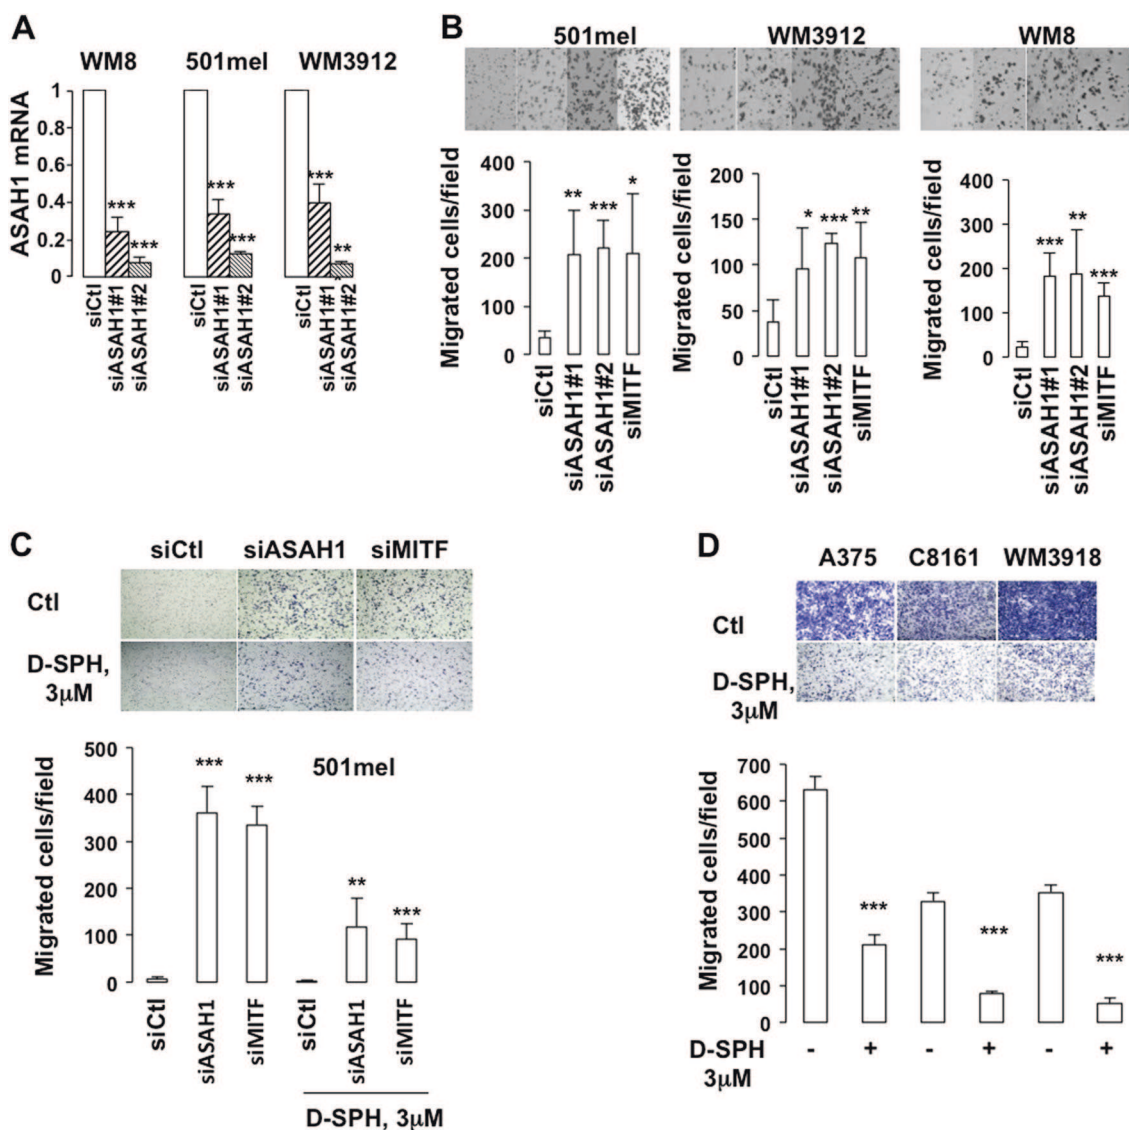 A
WM8 501mel WM3912
ASAH1 mRNA
1
0.8
0.6
0.4
0.2
0
*** *** *** *** *** **
siCtl siASAH1#1 siASAH1#2 siCtl siASAH1#1 siASAH1#2 siCtl siASAH1#1 siASAH1#2
B
501mel WM3912 WM8
Migrated cells/field
400
300
200
100
0
** *** *
siCtl siASAH1#1 siASAH1#2 siMITF
Migrated cells/field
200
150
100
50
0
* *** **
siCtl siASAH1#1 siASAH1#2 siMITF
Migrated cells/field
400
300
200
100
0
*** ** ***
siCtl siASAH1#1 siASAH1#2 siMITF
C
siCtl siASAH1 siMITF
Ctl
D-SPH,
3μM
501mel
Migrated cells/field
500
400
300
200
100
0
*** *** ** ***
siCtl siASAH1 siMITF siCtl siASAH1 siMITF
D-SPH, 3μM
D
A375 C8161 WM3918
Ctl
D-SPH,
3μM
Migrated cells/field
700
600
500
400
300
200
100
0
*** *** ***
D-SPH - + - + - +
3μM